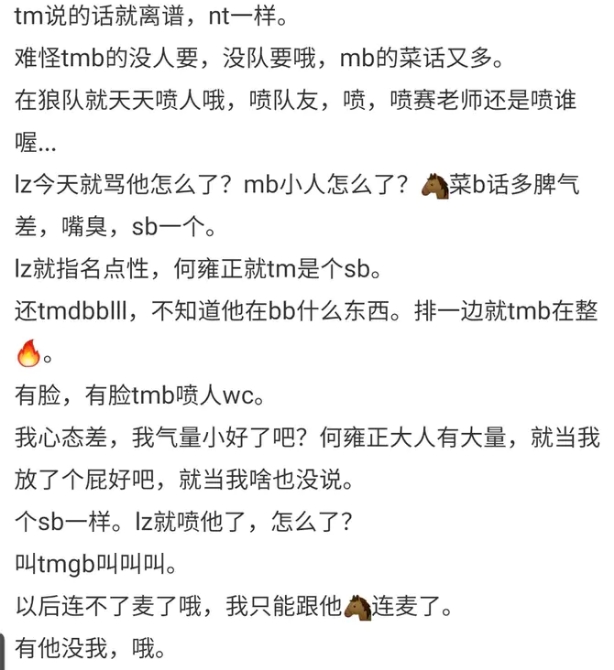 tm说的话就离谱，nt一样。
难怪tmb的没人要，没队要哦，mb的菜话又多。
在狼队就天天喷人哦，喷队友，喷，喷赛老师还是喷谁
喔...
lz今天就骂他怎么了？mb小人怎么了？🐴菜b话多脾气
差，嘴臭，sb一个。
lz就指名点性，何雍正就tm是个sb。
还tmdbblll，不知道他在bb什么东西。排一边就tmb在整
🔥。
有脸，有脸tmb喷人wc。
我心态差，我气量小好了吧？何雍正大人有大量，就当我
放了个屁好吧，就当我啥也没说。
个sb一样。lz就喷他了，怎么了？
叫tmgb叫叫叫。
以后连不了麦了哦，我只能跟他🐴连麦了。
有他没我，哦。